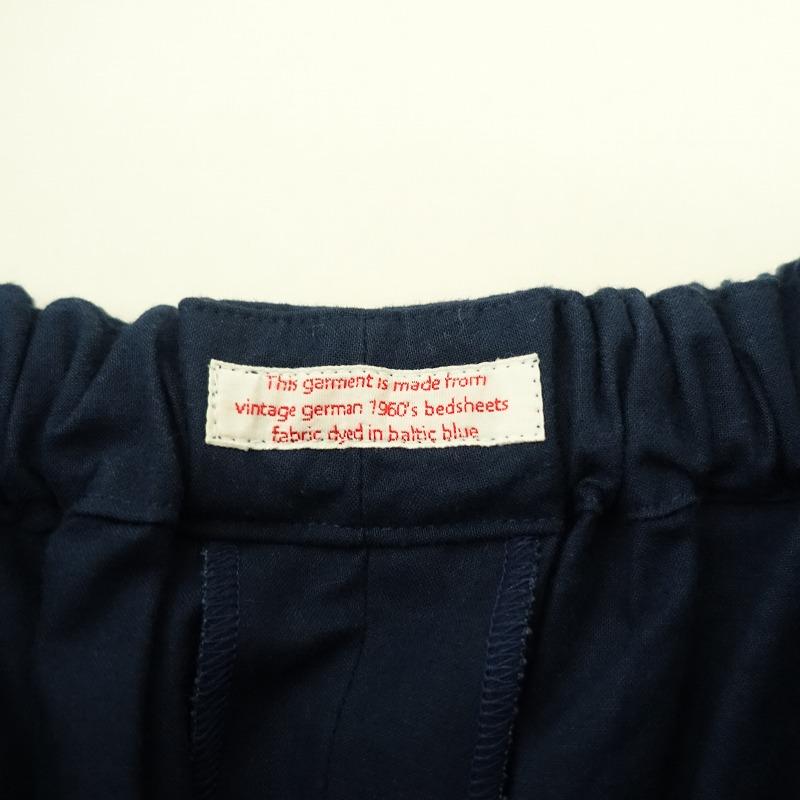 This garment is made from
vintage german 1960's bedsheets
fabric dyed in baltic blue